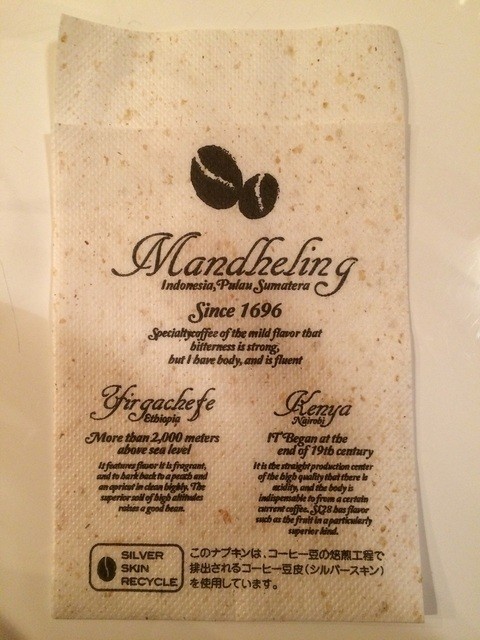 Mandheling
Indonesia, Pulau Sumatera
Since 1696
Specialtycoffee of the mild flavor that
bitterness is strong,
but I have body, and is fluent
Yirgachefe
Ethiopia
More than 2,000 meters
above sea level
It features flavor it is fragrant,
and to hark back to a peach and
an apricot in clean highly. The
superior soil of high altitudes
raises a good bean.
Kenya
Nairobi
IT Began at the
end of 19th century
It is the straight production center
of the high quality that there is
acidity, and the body is
indispensable to from a certain
current coffee. SL28 has flavor
such as the fruit in a particularly
superior kind.
SILVER
SKIN
RECYCLE
このナプキンは、コーヒー豆の焙煎工程で
排出されるコーヒー豆皮（シルバースキン）
を使用しています。